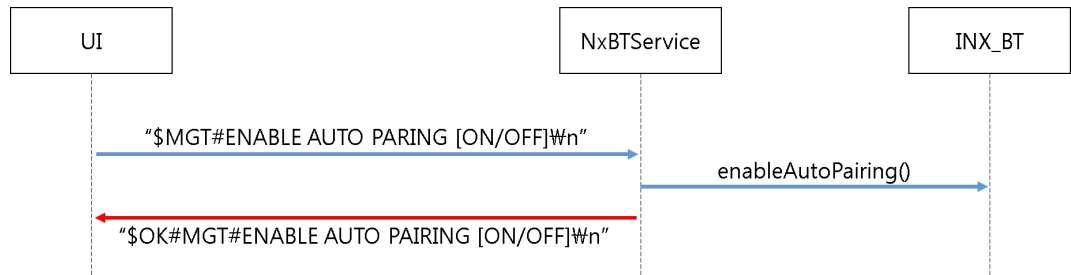 UI
NxBTService
INX_BT
“$MGT#ENABLE AUTO PARING [ON/OFF]₩n”
enableAutoPairing()
“$OK#MGT#ENABLE AUTO PAIRING [ON/OFF]₩n”